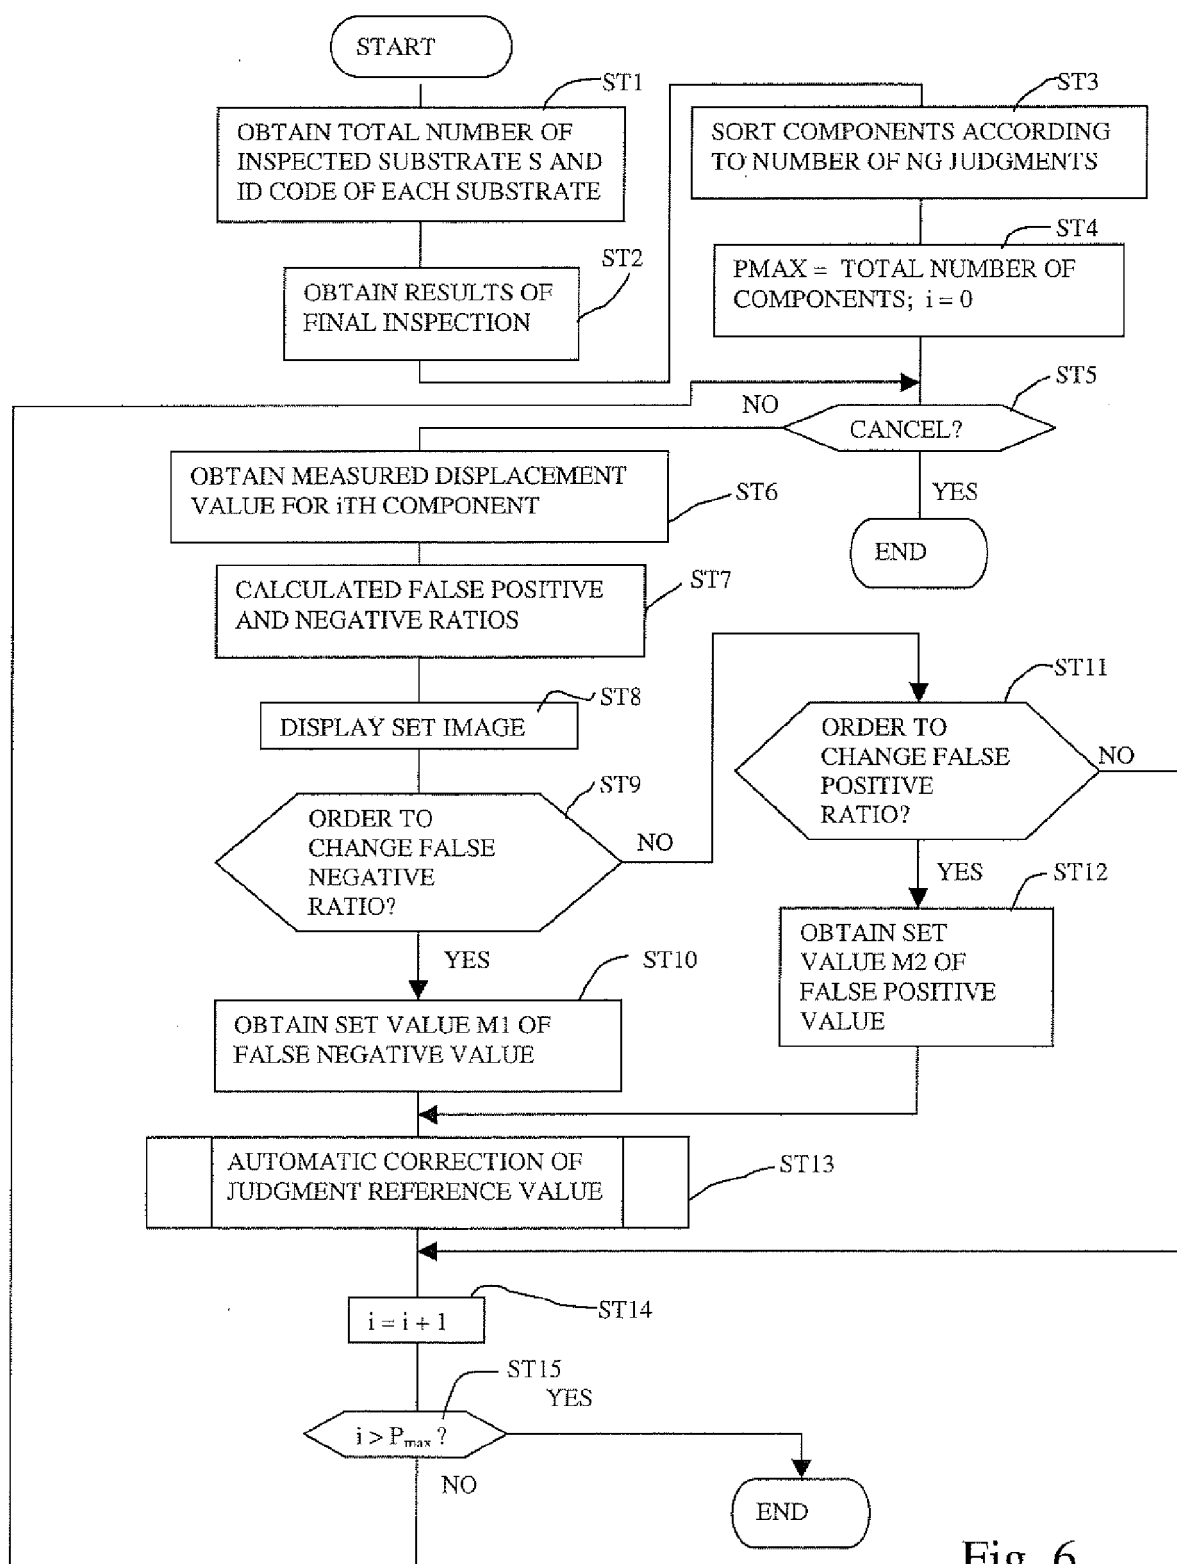 START
ST1
OBTAIN TOTAL NUMBER OF
INSPECTED SUBSTRATE S AND
ID CODE OF EACH SUBSTRATE
ST2
OBTAIN RESULTS OF
FINAL INSPECTION
ST3
SORT COMPONENTS ACCORDING
TO NUMBER OF NG JUDGMENTS
ST4
PMAX = TOTAL NUMBER OF
COMPONENTS; i = 0
ST5
CANCEL?
NO
YES
END
OBTAIN MEASURED DISPLACEMENT
VALUE FOR iTH COMPONENT
ST6
CALCULATED FALSE POSITIVE
AND NEGATIVE RATIOS
ST7
DISPLAY SET IMAGE
ST8
ST9
ORDER TO
CHANGE FALSE
NEGATIVE
RATIO?
NO
YES
ST10
OBTAIN SET VALUE M1 OF
FALSE NEGATIVE VALUE
ST11
ORDER TO
CHANGE FALSE
POSITIVE
RATIO?
NO
YES
ST12
OBTAIN SET
VALUE M2 OF
FALSE POSITIVE
VALUE
AUTOMATIC CORRECTION OF
JUDGMENT REFERENCE VALUE
ST13
i = i + 1
ST14
ST15
i > Pmax ?
YES
NO
END
Fig. 6